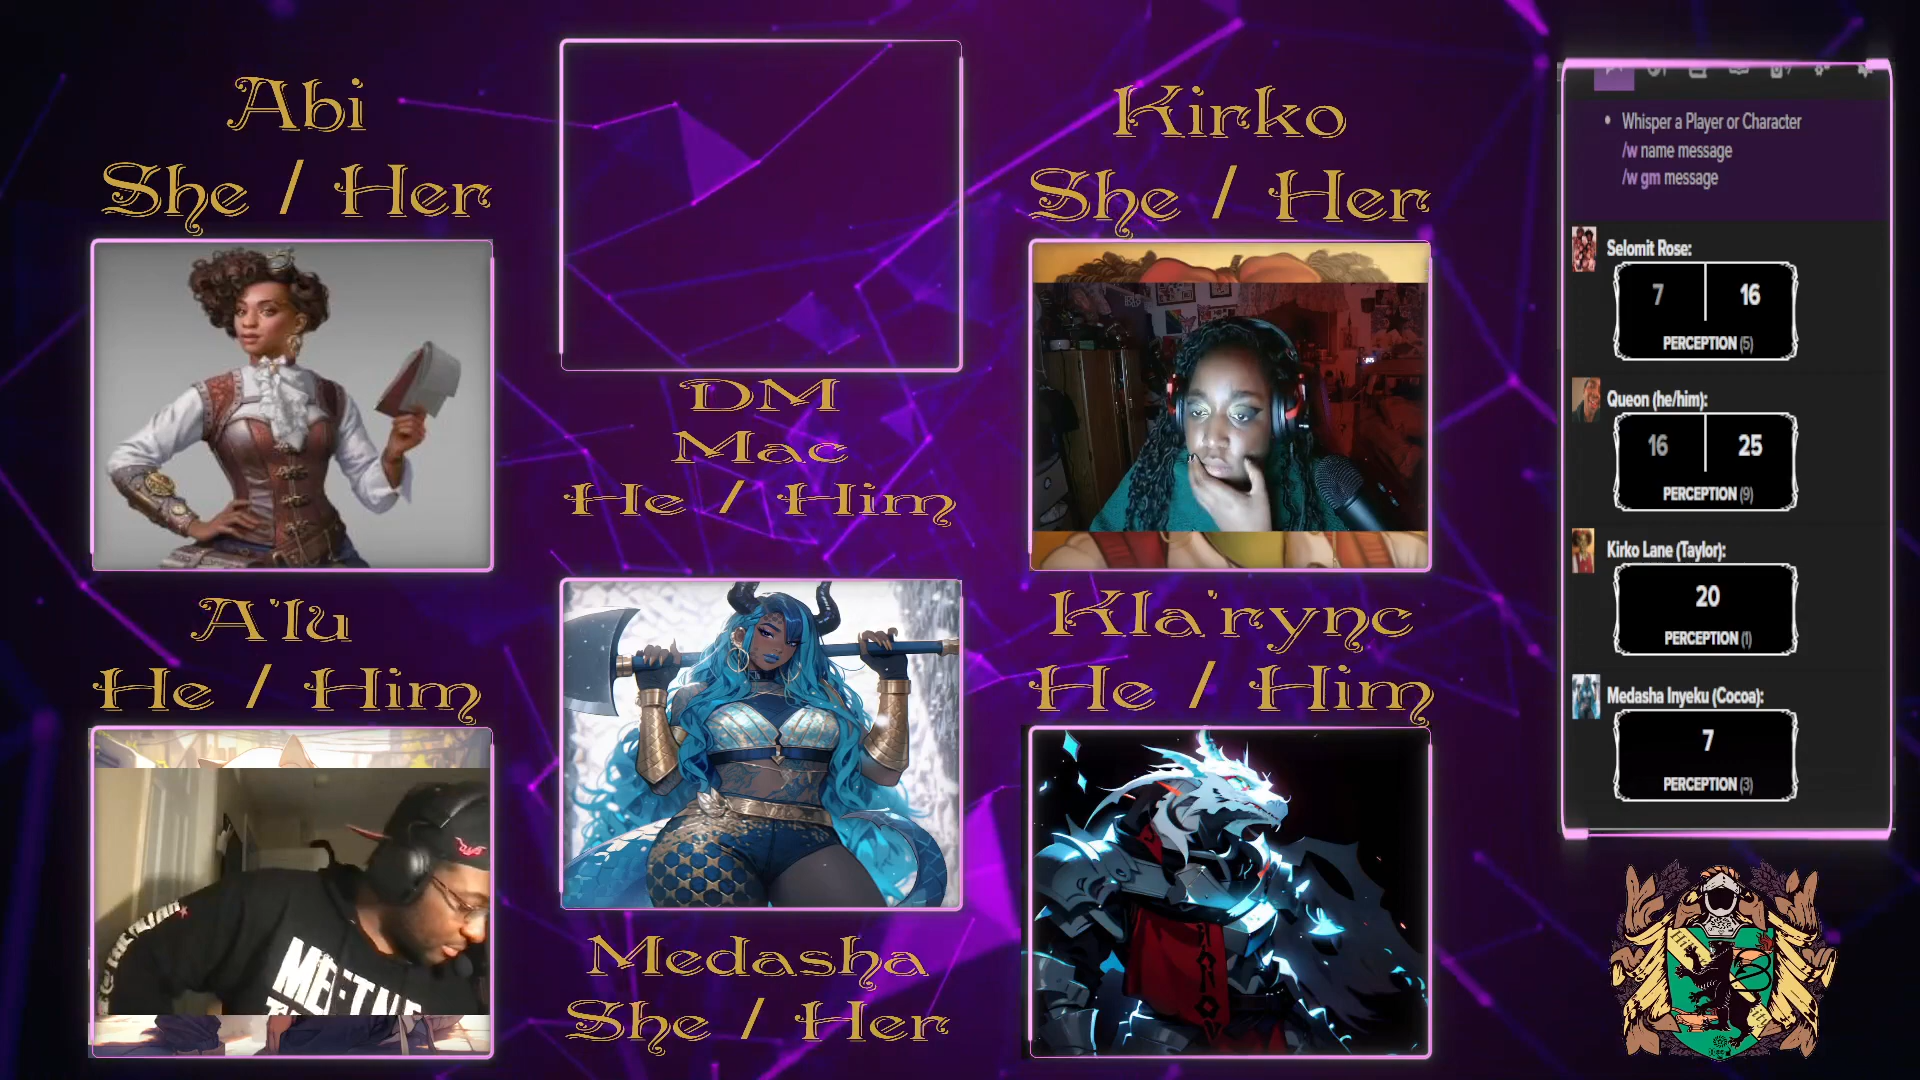 Abi
She / Her
DM
Mac
He / Him
Kirko
She / Her
A'lu
He / Him
Medasha
She / Her
Kla'rync
He / Him
Whisper a Player or Character
/w name message
/w gm message
Selomit Rose:
7 16
PERCEPTION (5)
Queon (he/him):
16 25
PERCEPTION (9)
Kirko Lane (Taylor):
20
PERCEPTION (1)
Medasha Inyeku (Cocoa):
7
PERCEPTION (3)